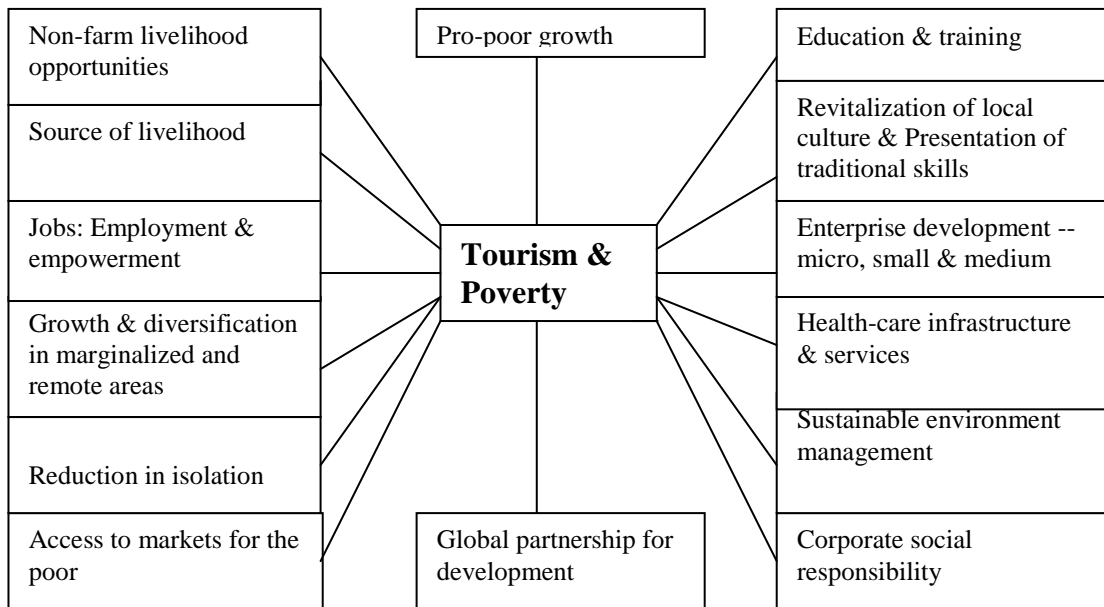 Non-farm livelihood
opportunities
Source of livelihood
Jobs: Employment &
empowerment
Growth & diversification
in marginalized and
remote areas
Reduction in isolation
Access to markets for the
poor
Pro-poor growth
Tourism &
Poverty
Global partnership for
development
Education & training
Revitalization of local
culture & Presentation of
traditional skills
Enterprise development --
micro, small & medium
Health-care infrastructure
& services
Sustainable environment
management
Corporate social
responsibility